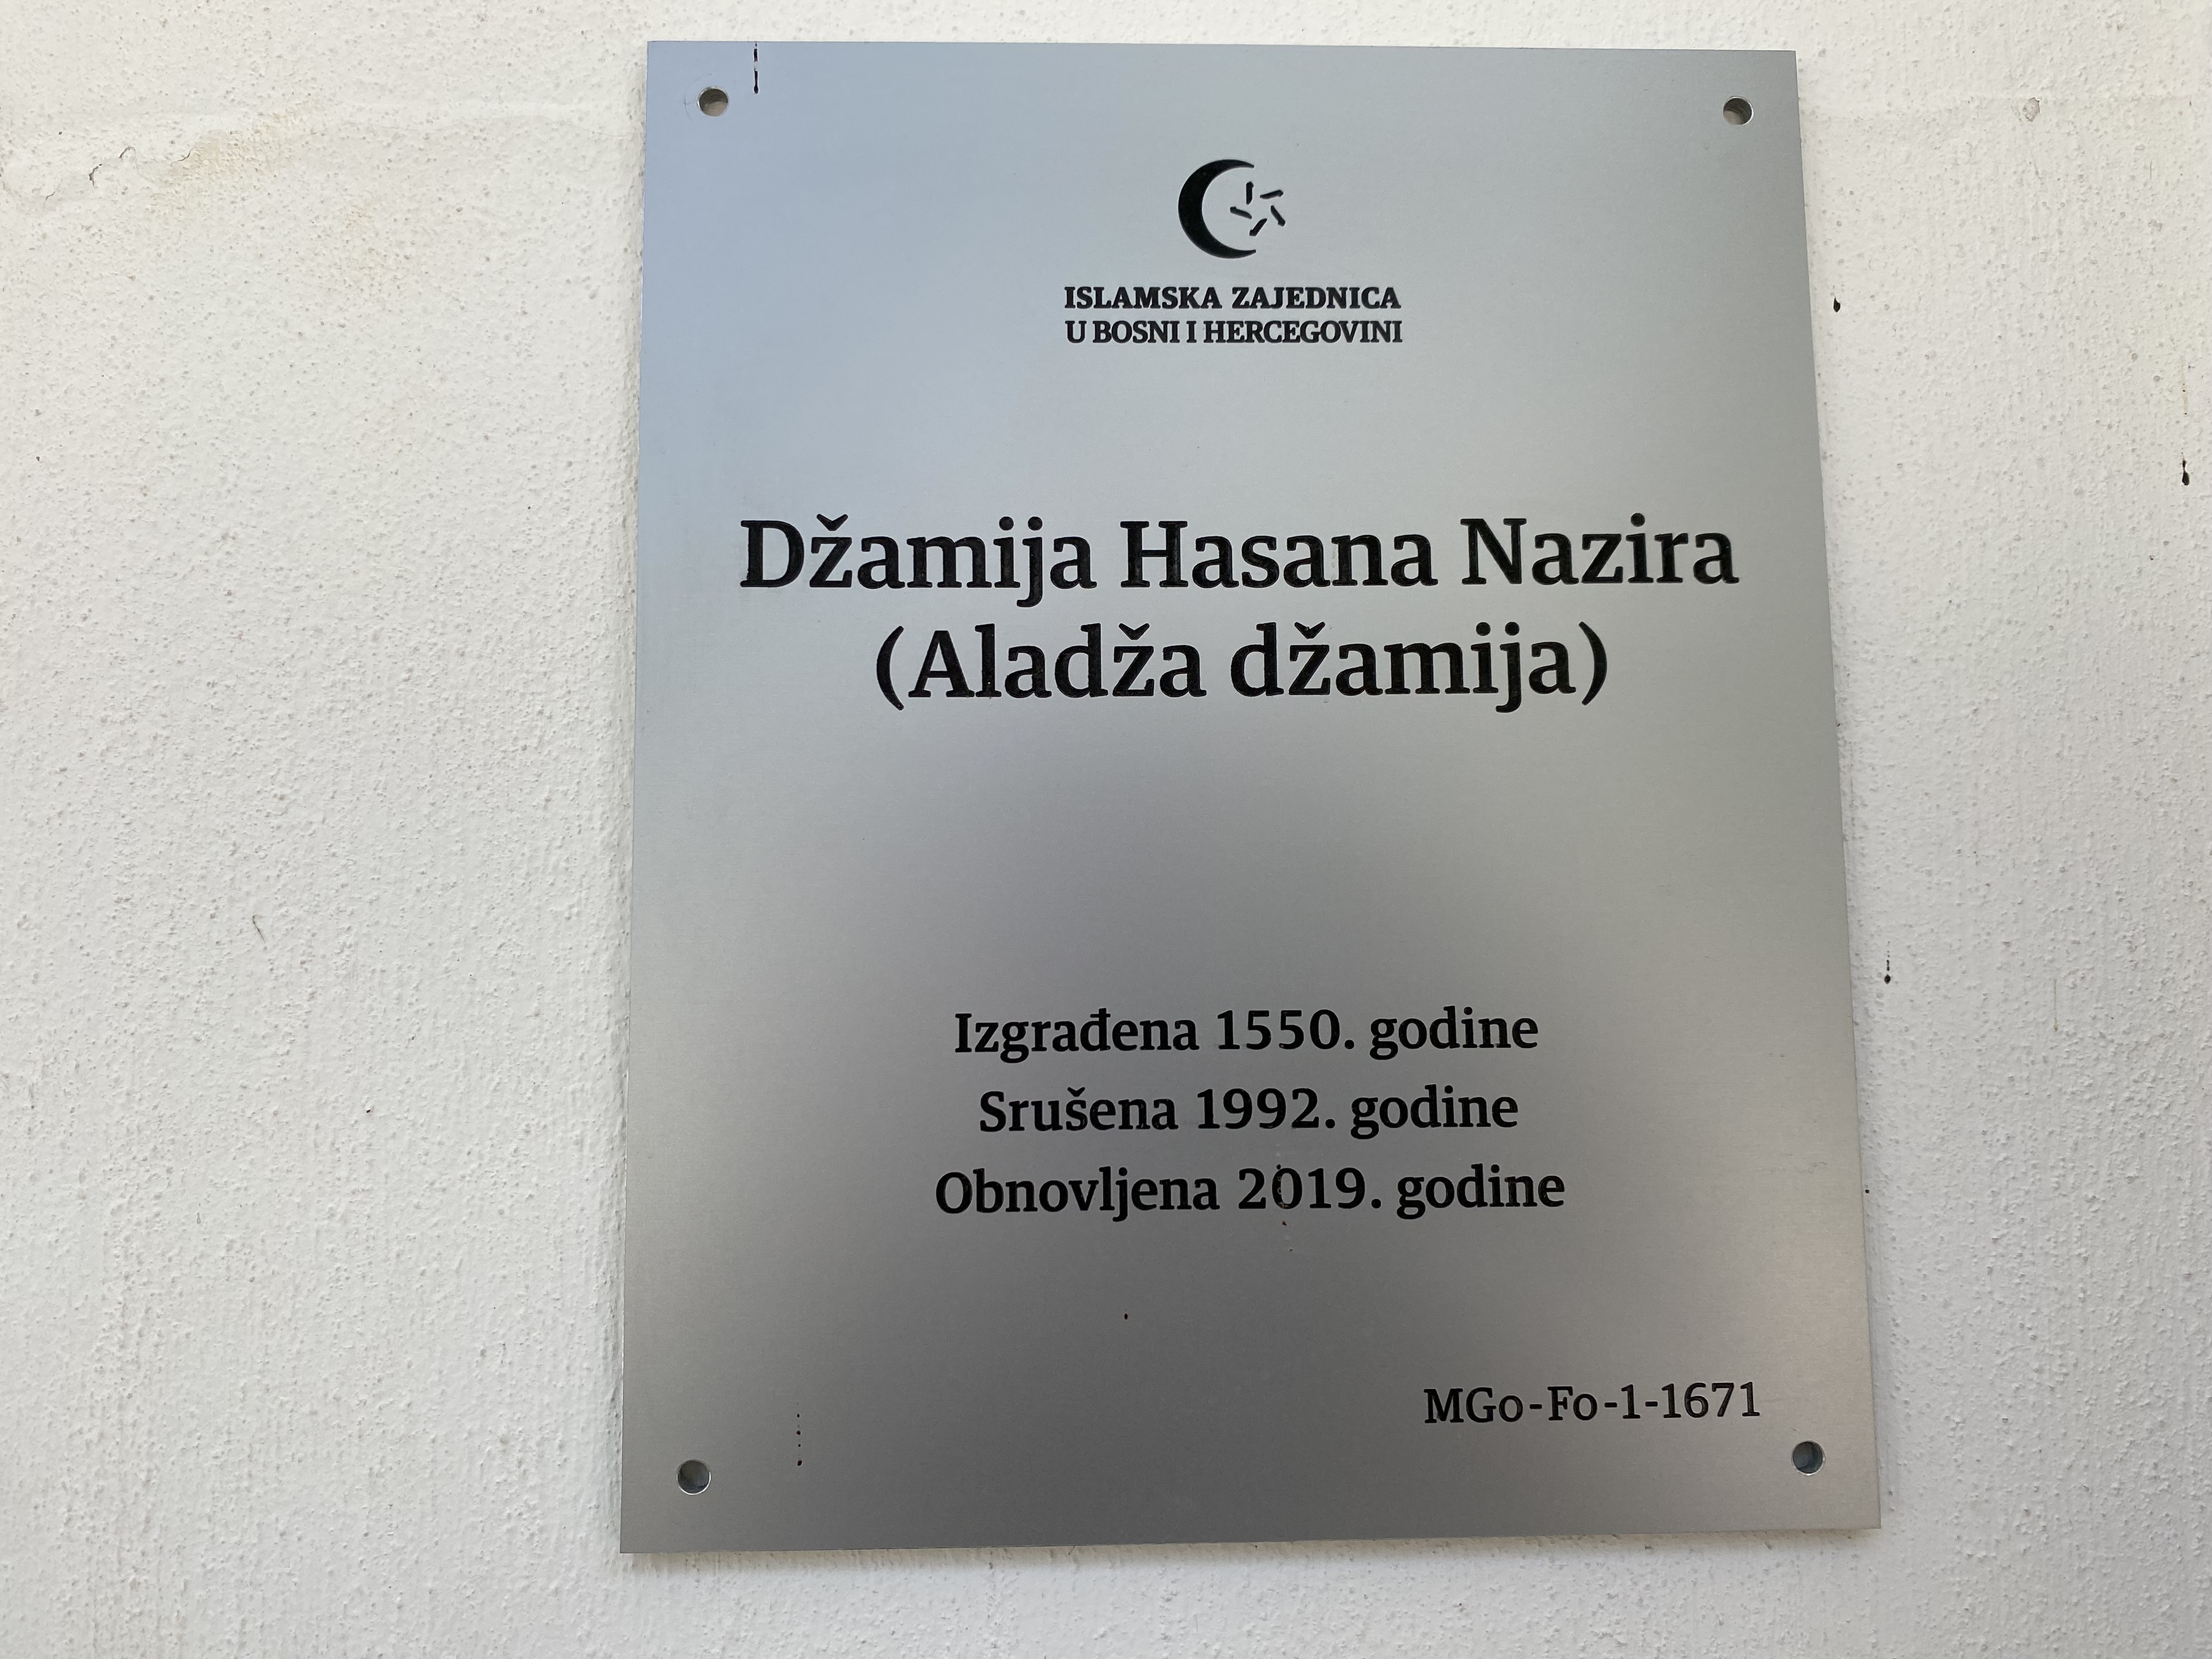 ISLAMSKA ZAJEDNICA
U BOSNI I HERCEGOVINI
Džamija Hasana Nazira
(Aladža džamija)
Izgrađena 1550. godine
Srušena 1992. godine
Obnovljena 2019. godine
MGo-Fo-1-1671